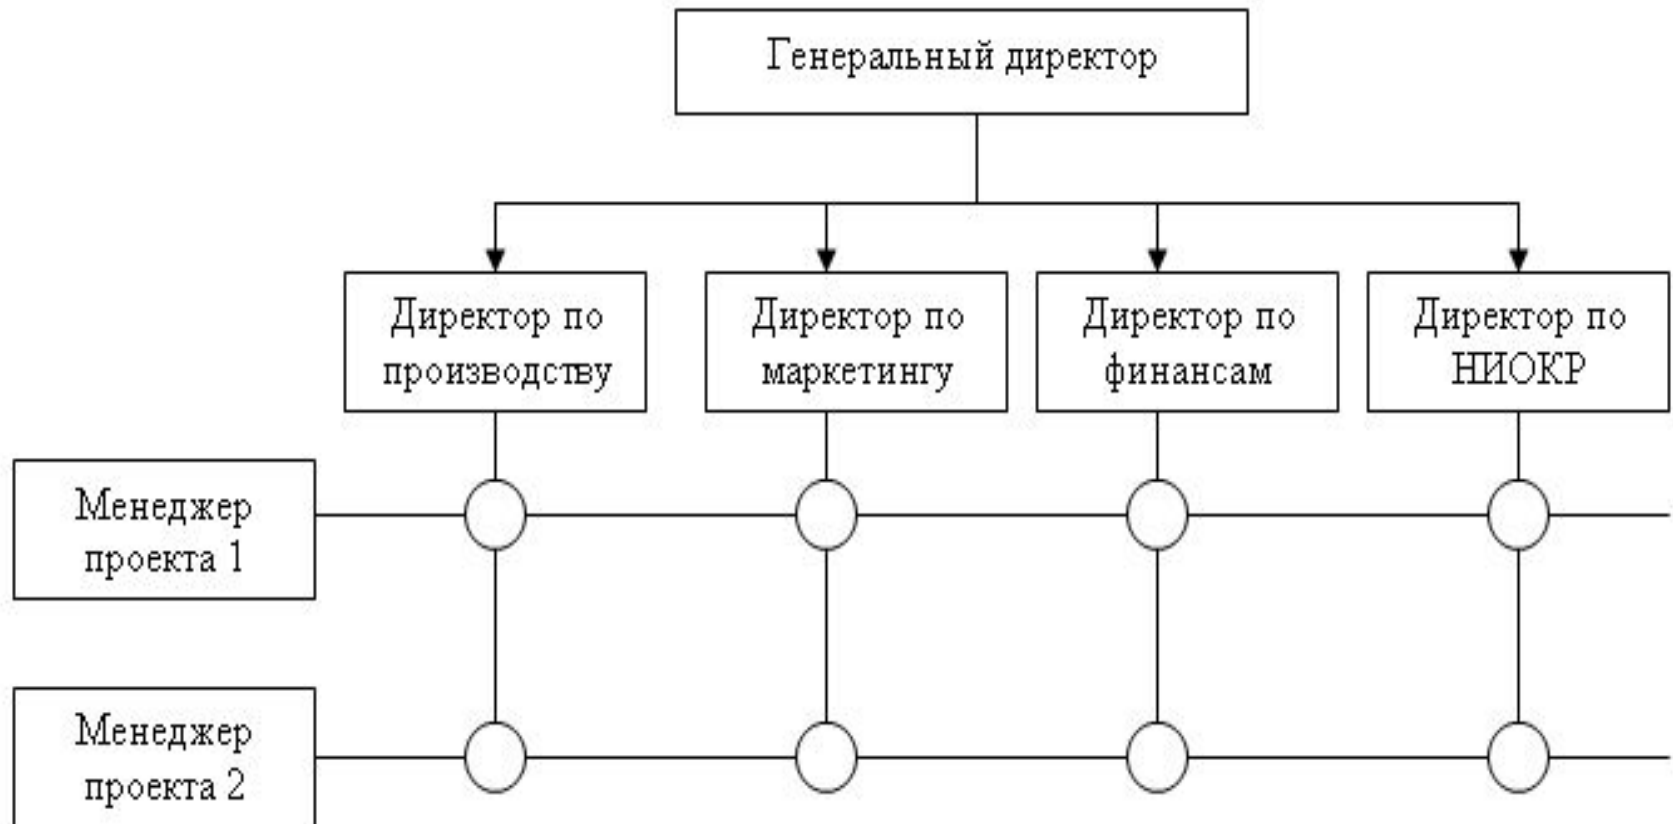 Генеральный директор
Директор по
производству
Директор по
маркетингу
Директор по
финансам
Директор по
НИОКР
Менеджер
проекта 1
Менеджер
проекта 2